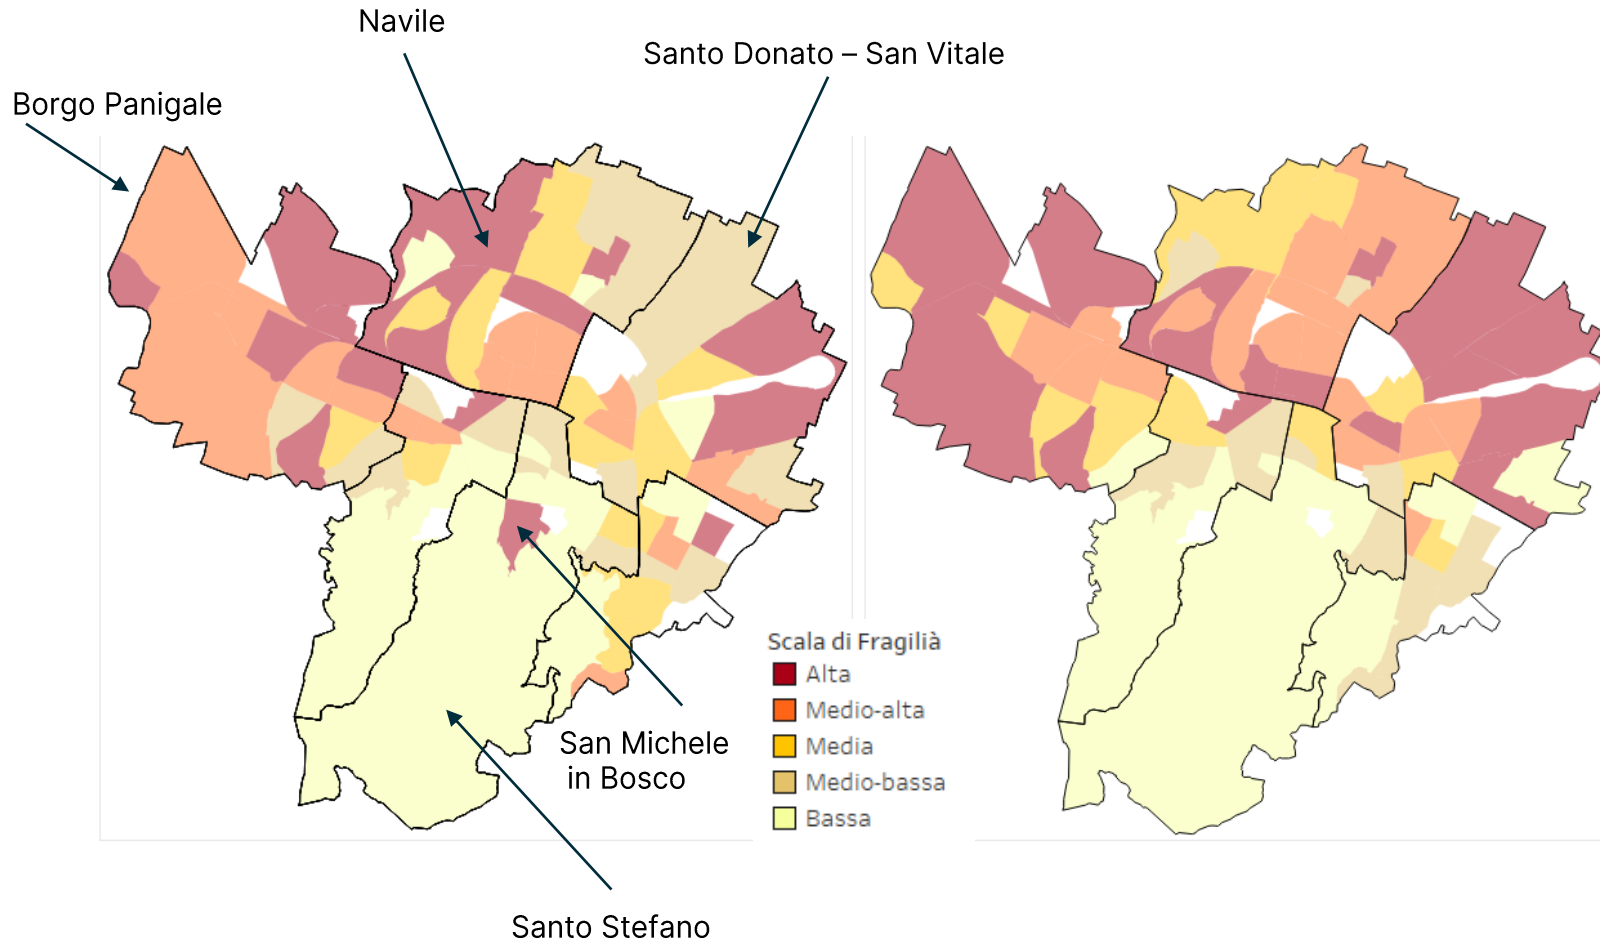 Navile
Santo Donato – San Vitale
Borgo Panigale
Scala di Fragilià
Alta
Medio-alta
Media
Medio-bassa
Bassa
San Michele
in Bosco
Santo Stefano